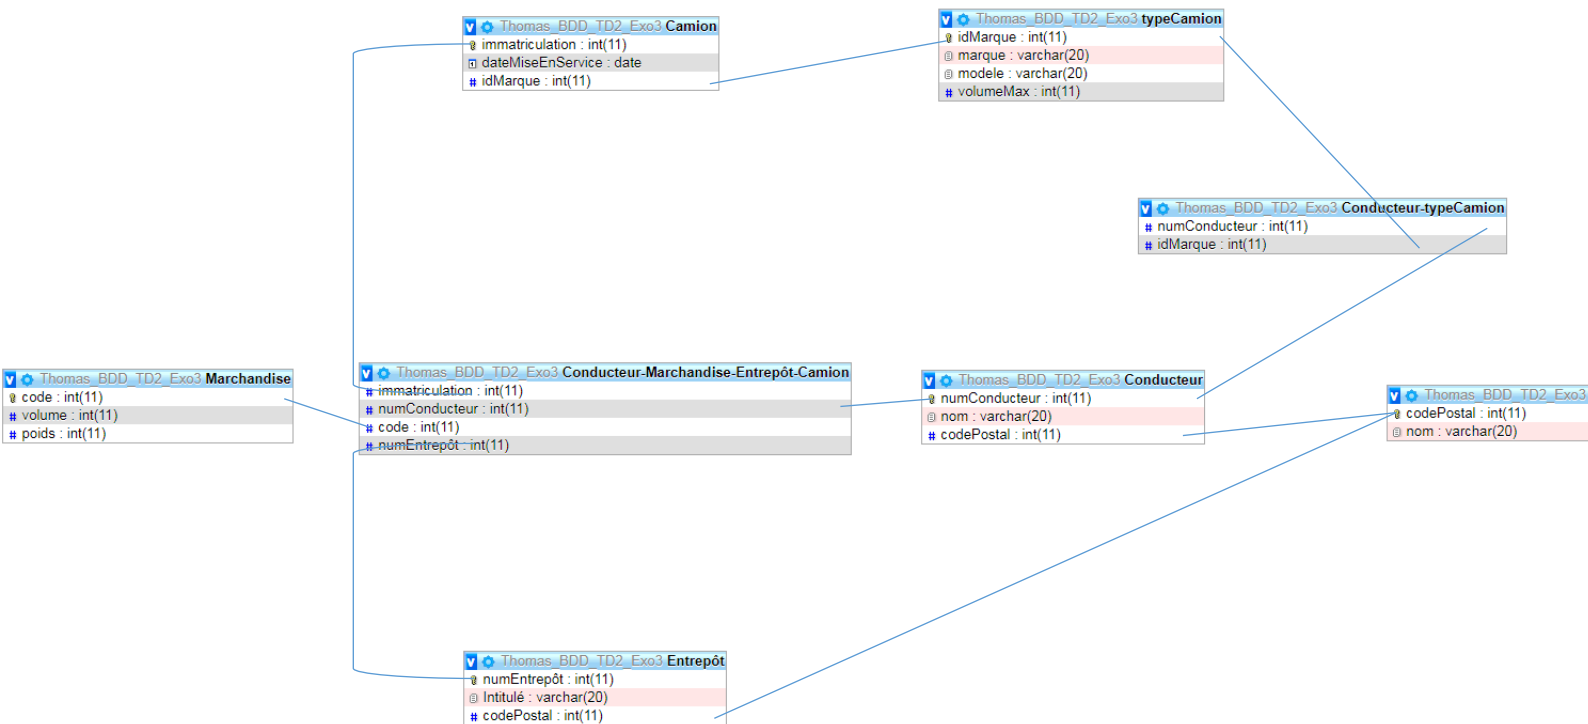 Thomas_BDD_TD2_Exo3 Camion
immatriculation : int(11)
dateMiseEnService : date
idMarque : int(11)
Thomas_BDD_TD2_Exo3 typeCamion
idMarque : int(11)
marque : varchar(20)
modele : varchar(20)
volumeMax : int(11)
Thomas_BDD_TD2_Exo3 Conducteur-typeCamion
numConducteur : int(11)
idMarque : int(11)
Thomas_BDD_TD2_Exo3 Marchandise
code : int(11)
volume : int(11)
poids : int(11)
Thomas_BDD_TD2_Exo3 Conducteur-Marchandise-Entrepôt-Camion
immatriculation : int(11)
numConducteur : int(11)
code : int(11)
numEntrepôt : int(11)
Thomas_BDD_TD2_Exo3 Conducteur
numConducteur : int(11)
nom : varchar(20)
codePostal : int(11)
Thomas_BDD_TD2_Exo3
codePostal : int(11)
nom : varchar(20)
Thomas_BDD_TD2_Exo3 Entrepôt
numEntrepôt : int(11)
Intitulé : varchar(20)
codePostal : int(11)